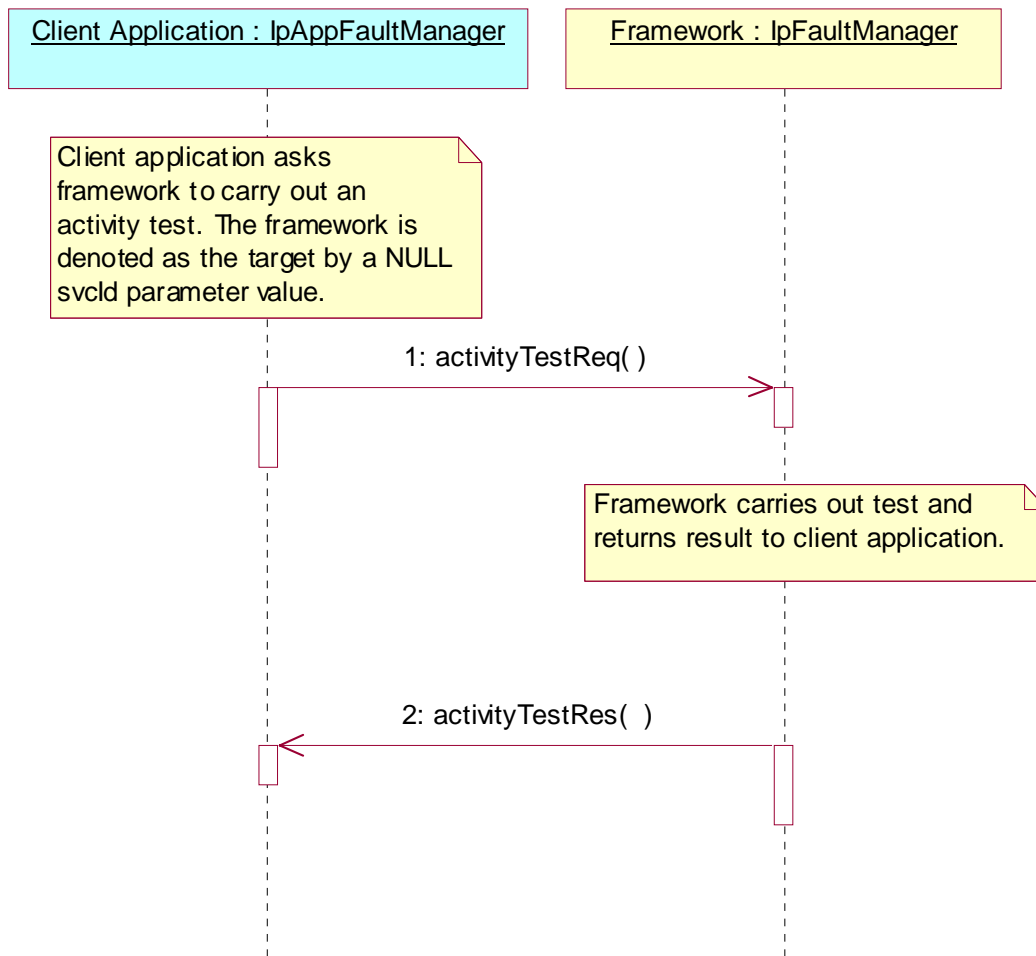 Client Application : IpAppFaultManager
Framework : IpFaultManager
Client application asks
framework to carry out an
activity test. The framework is
denoted as the target by a NULL
svcId parameter value.
1: activityTestReq( )
Framework carries out test and
returns result to client application.
2: activityTestRes( )